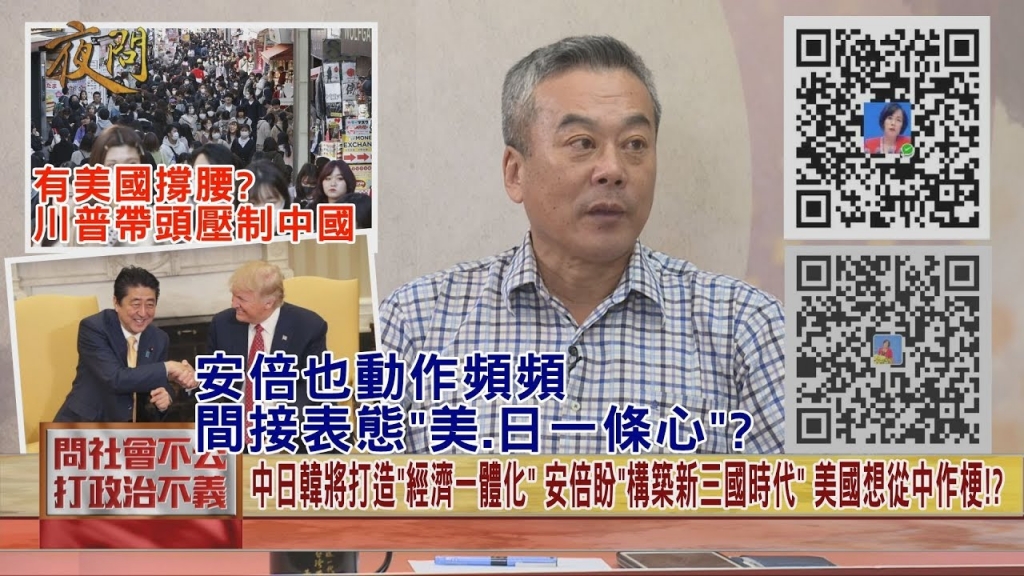 夜問
有美國撐腰?
川普帶頭壓制中國
安倍也動作頻頻
間接表態"美.日一條心"?
問社會不公
打政治不義
中日韓將打造"經濟一體化" 安倍盼"構築新三國時代" 美國想從中作梗!?